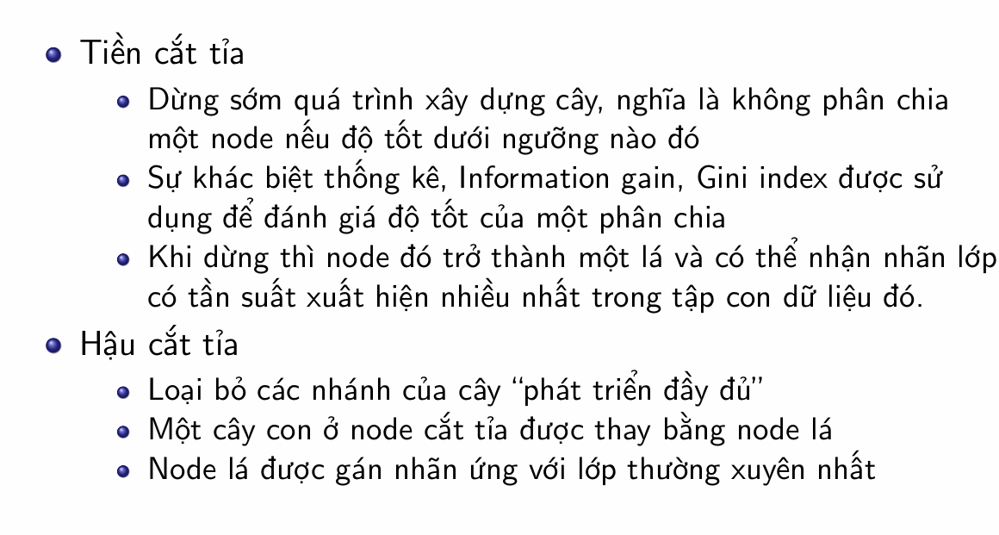 Tiền cắt tỉa
Dừng sớm quá trình xây dựng cây, nghĩa là không phân chia
một node nếu độ tốt dưới ngưỡng nào đó
Sự khác biệt thống kê, Information gain, Gini index được sử
dụng để đánh giá độ tốt của một phân chia
Khi dừng thì node đó trở thành một lá và có thể nhận nhãn lớp
có tần suất xuất hiện nhiều nhất trong tập con dữ liệu đó.
Hậu cắt tỉa
Loại bỏ các nhánh của cây “phát triển đầy đủ”
Một cây con ở node cắt tỉa được thay bằng node lá
Node lá được gán nhãn ứng với lớp thường xuyên nhất